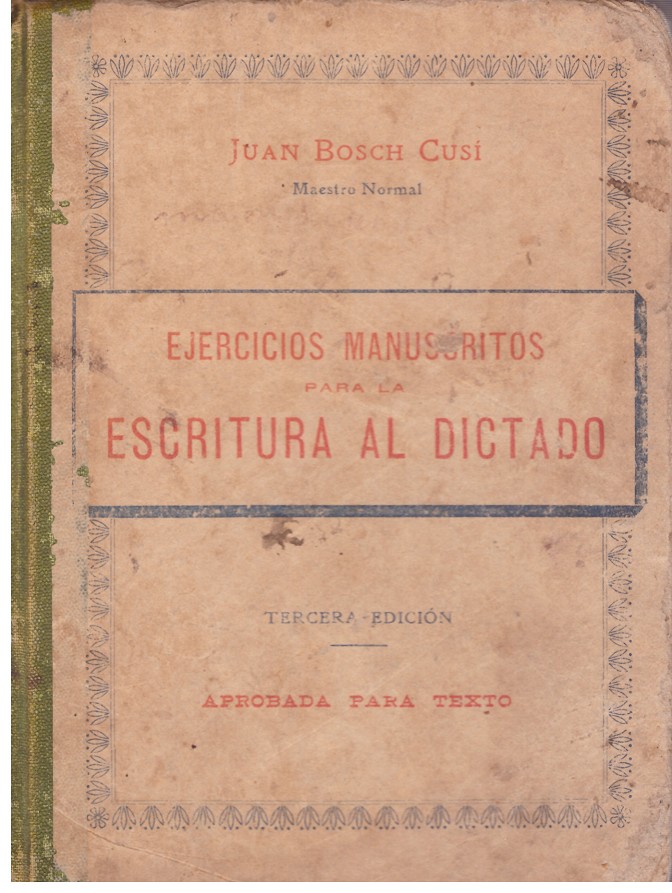 JUAN BOSCH CUSÍ
Maestro Normal
EJERCICIOS MANUSCRITOS
PARA LA
ESCRITURA AL DICTADO
TERCERA EDICIÓN
APROBADA PARA TEXTO